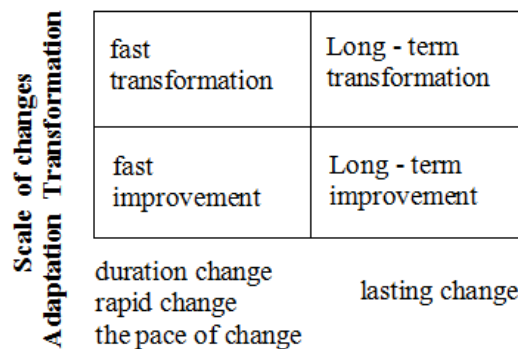 Scale of changes
Adaptation Transformation
fast
transformation
Long - term
transformation
fast
improvement
Long - term
improvement
duration change
rapid change
the pace of change
lasting change